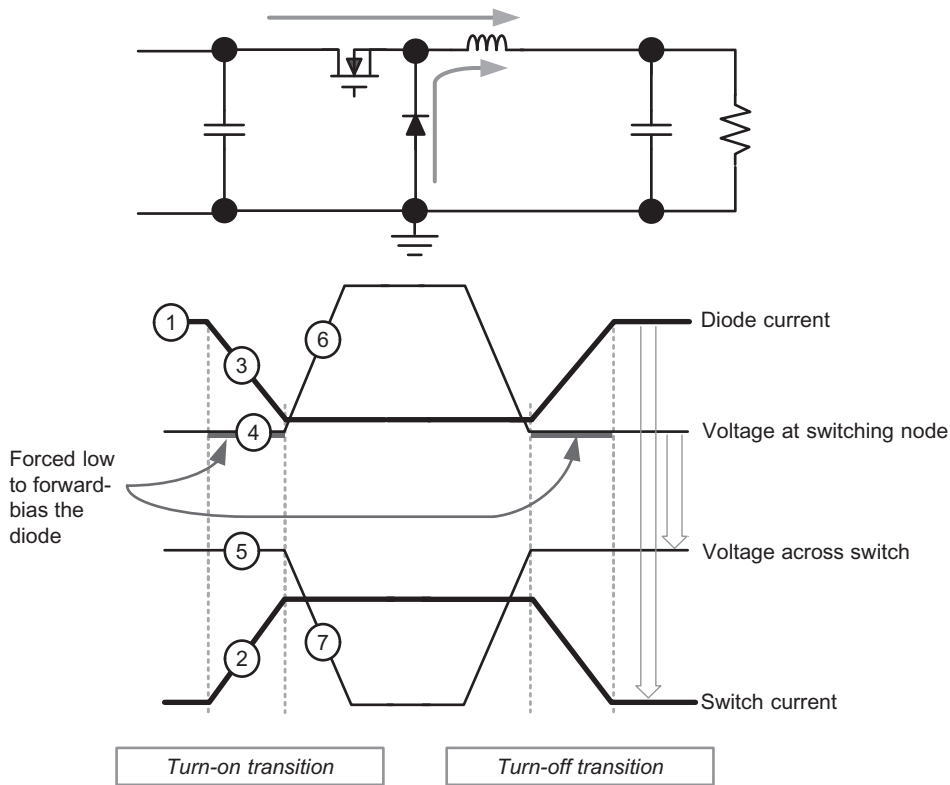 1
Diode current
6
3
4
Voltage at switching node
Forced low
to forward-
bias the
diode
5
Voltage across switch
2
7
Switch current
Turn-on transition
Turn-off transition